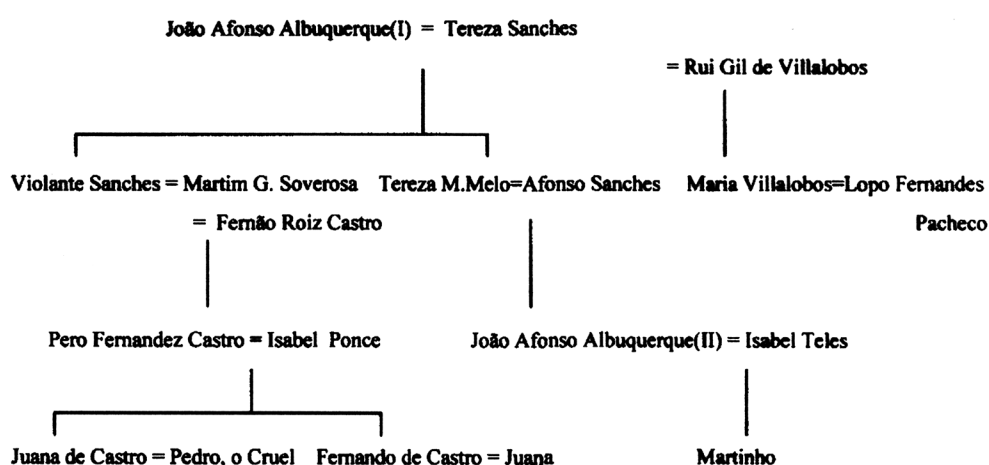 João Afonso Albuquerque(I) = Tereza Sanches
= Rui Gil de Villalobos
Violante Sanches = Martim G. Soverosa Tereza M.Melo=Afonso Sanches Maria Villalobos=Lopo Fernandes
= Fernão Roiz Castro Pacheco
Pero Fernandez Castro = Isabel Ponce João Afonso Albuquerque(II) = Isabel Teles
Juana de Castro = Pedro, o Cruel Fernando de Castro = Juana Martinho